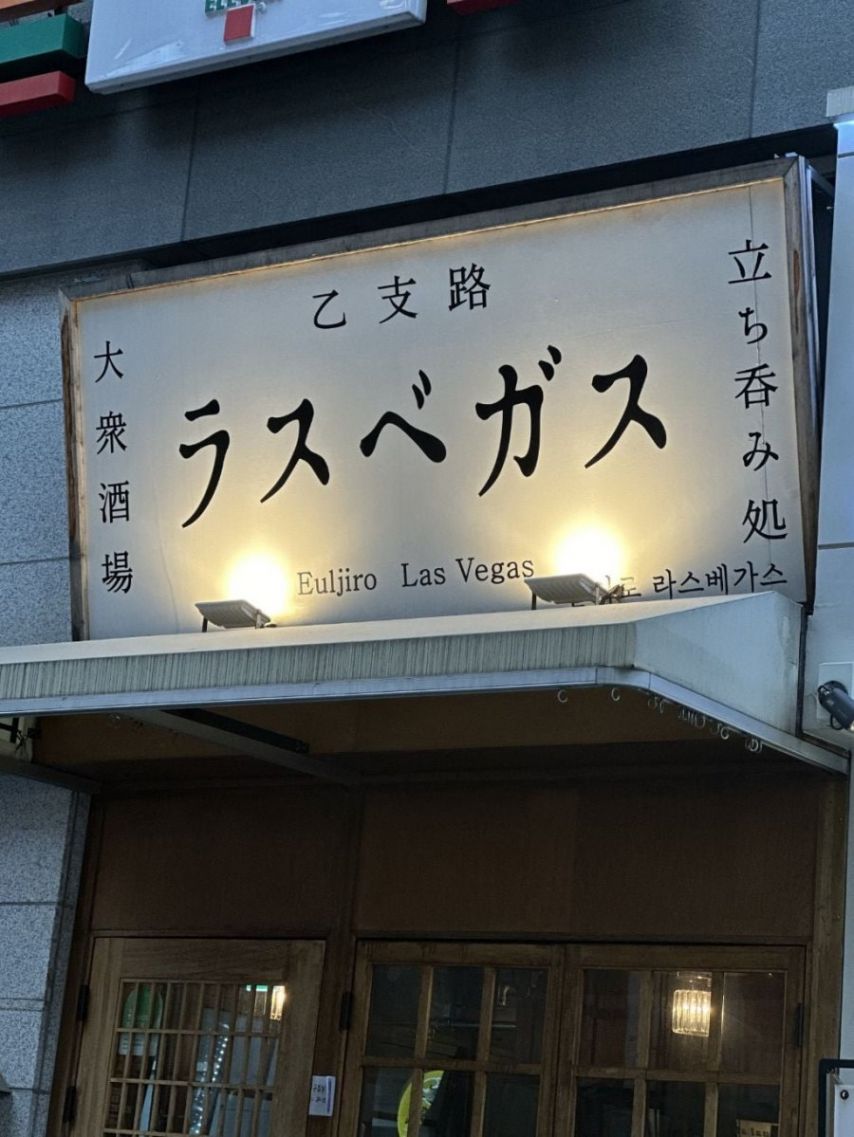 乙支路
ラスベガス
立ち呑み処
大衆酒場
Euljiro Las Vegas
라스베가스